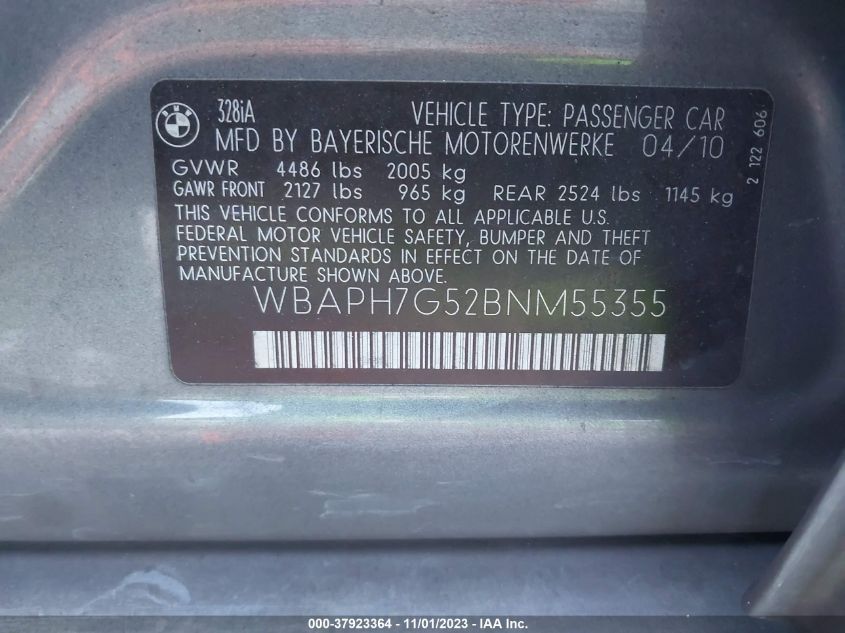 BMW
328iA VEHICLE TYPE: PASSENGER CAR
MFD BY BAYERISCHE MOTORENWERKE 04/10
GVWR 4486 lbs 2005 kg
GAWR FRONT 2127 lbs 965 kg REAR 2524 lbs 1145 kg
THIS VEHICLE CONFORMS TO ALL APPLICABLE U.S.
FEDERAL MOTOR VEHICLE SAFETY, BUMPER AND THEFT
PREVENTION STANDARDS IN EFFECT ON THE DATE OF
MANUFACTURE SHOWN ABOVE.
WBAPH7G52BNM55355
2 122 606
000-37923364 - 11/01/2023 - IAA Inc.